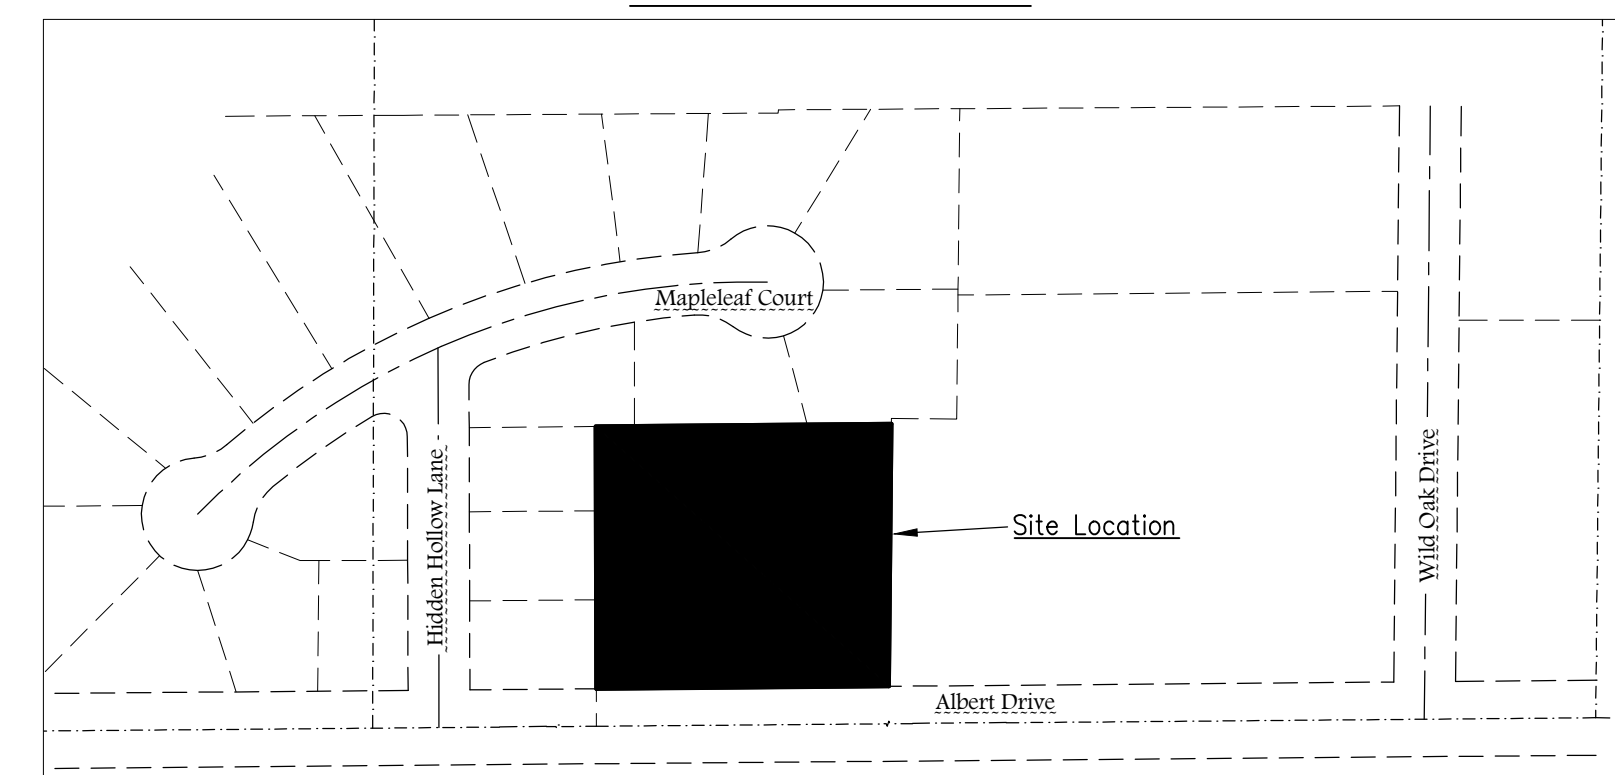 Mapleleaf Court
Hidden Hollow Lane
Site Location
Wild Oak Drive
Albert Drive